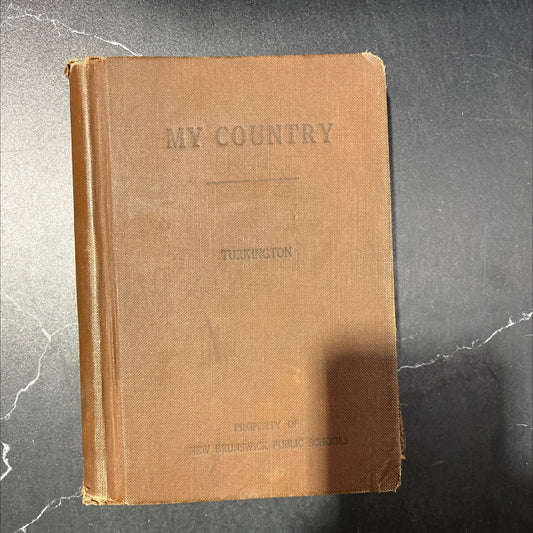 MY COUNTRY
TURKINGTON
PROPERTY OF
NEW BRUNSWICK PUBLIC SCHOOLS